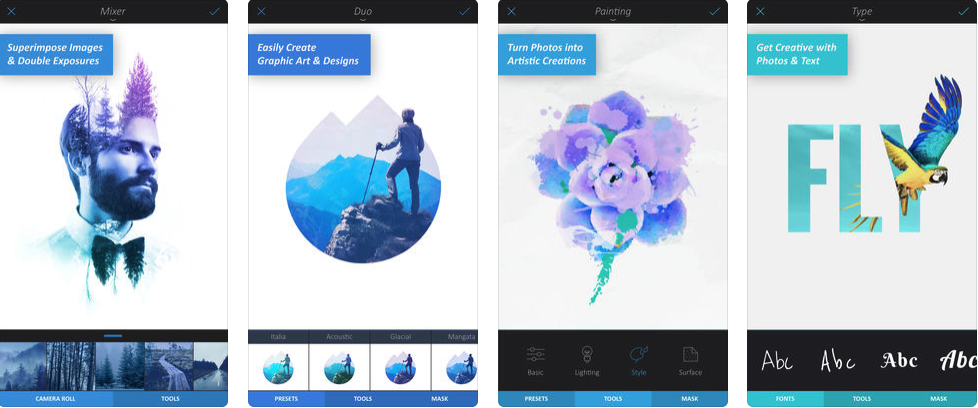 Mixer
Superimpose Images
& Double Exposures
CAMERA ROLL
TOOLS
Duo
Easily Create
Graphic Art & Designs
Italia
Acoustic
Glacial
Mangata
PRESETS
TOOLS
MASK
Painting
Turn Photos into
Artistic Creations
Basic
Lighting
Style
Surface
PRESETS
TOOLS
MASK
Type
Get Creative with
Photos & Text
FLY
Abc
Abc
Abc
Abc
FONTS
TOOLS
MASK